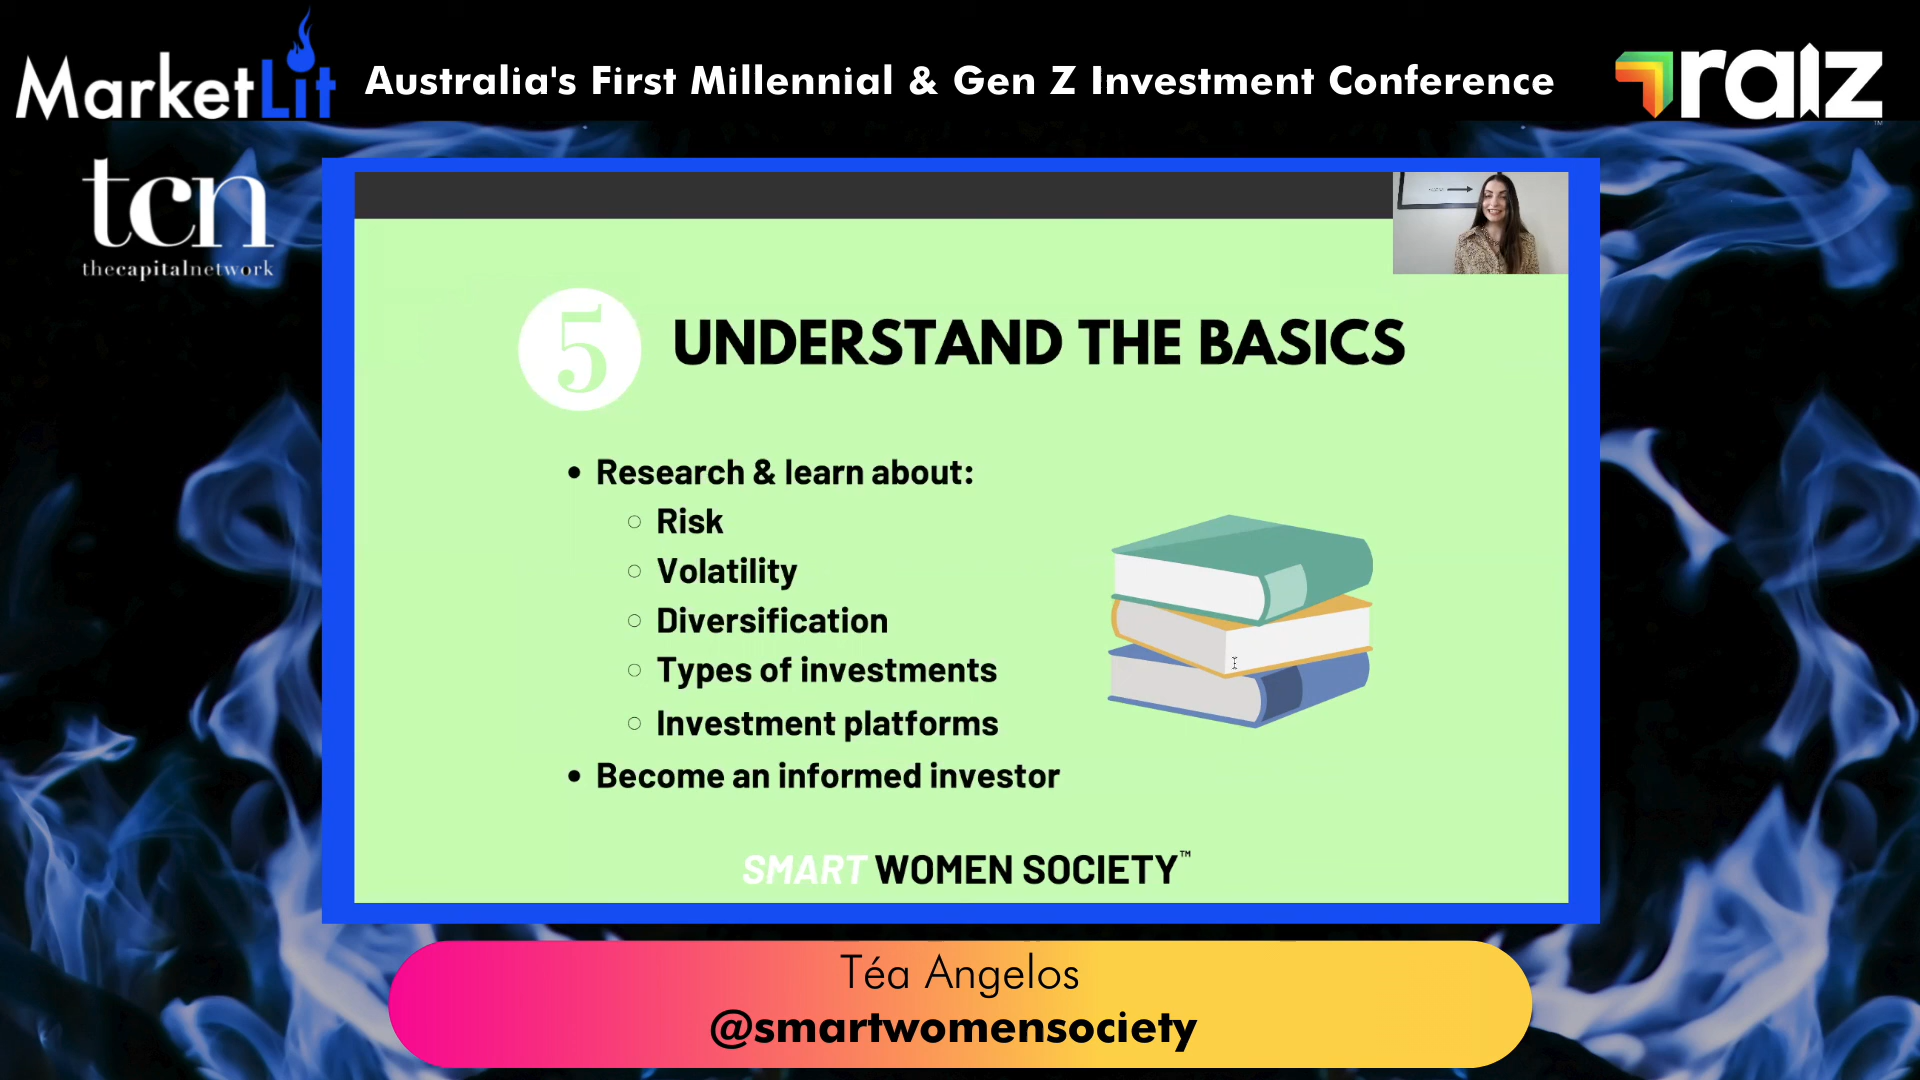 MarketLit
Australia's First Millennial & Gen Z Investment Conference
raiz
tcn
thecapitalnetwork
5
UNDERSTAND THE BASICS
• Research & learn about:
○ Risk
○ Volatility
○ Diversification
○ Types of investments
○ Investment platforms
• Become an informed investor
SMART WOMEN SOCIETY™
Téa Angelos
@smartwomensociety